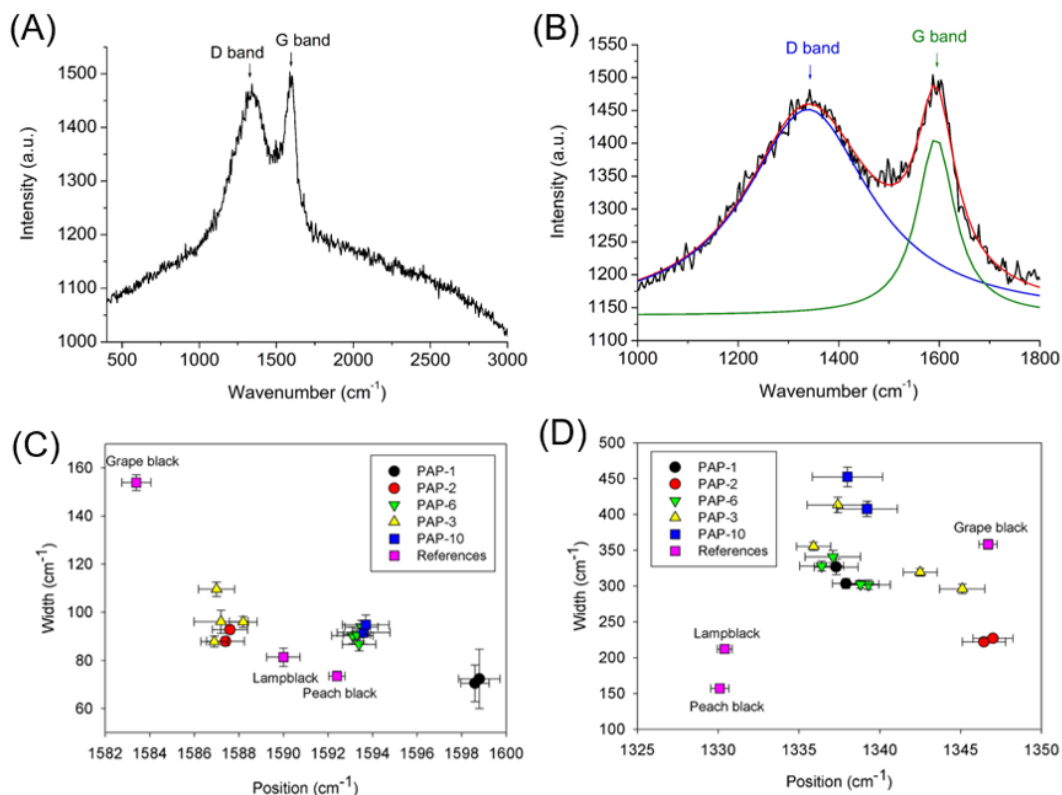 (A)
D band
G band
1500
1400
1300
1200
1100
1000
Intensity (a.u.)
500 1000 1500 2000 2500 3000
Wavenumber (cm-1)
(B)
D band
G band
1550
1500
1450
1400
1350
1300
1250
1200
1150
1100
Intensity (a.u.)
1000 1200 1400 1600 1800
Wavenumber (cm-1)
(C)
160
140
120
100
80
60
Width (cm-1)
Grape black
PAP-1
PAP-2
PAP-6
PAP-3
PAP-10
References
Lampblack
Peach black
1582 1584 1586 1588 1590 1592 1594 1596 1598 1600
Position (cm-1)
(D)
500
450
400
350
300
250
200
150
100
Width (cm-1)
PAP-1
PAP-2
PAP-6
PAP-3
PAP-10
References
Grape black
Lampblack
Peach black
1325 1330 1335 1340 1345 1350
Position (cm-1)